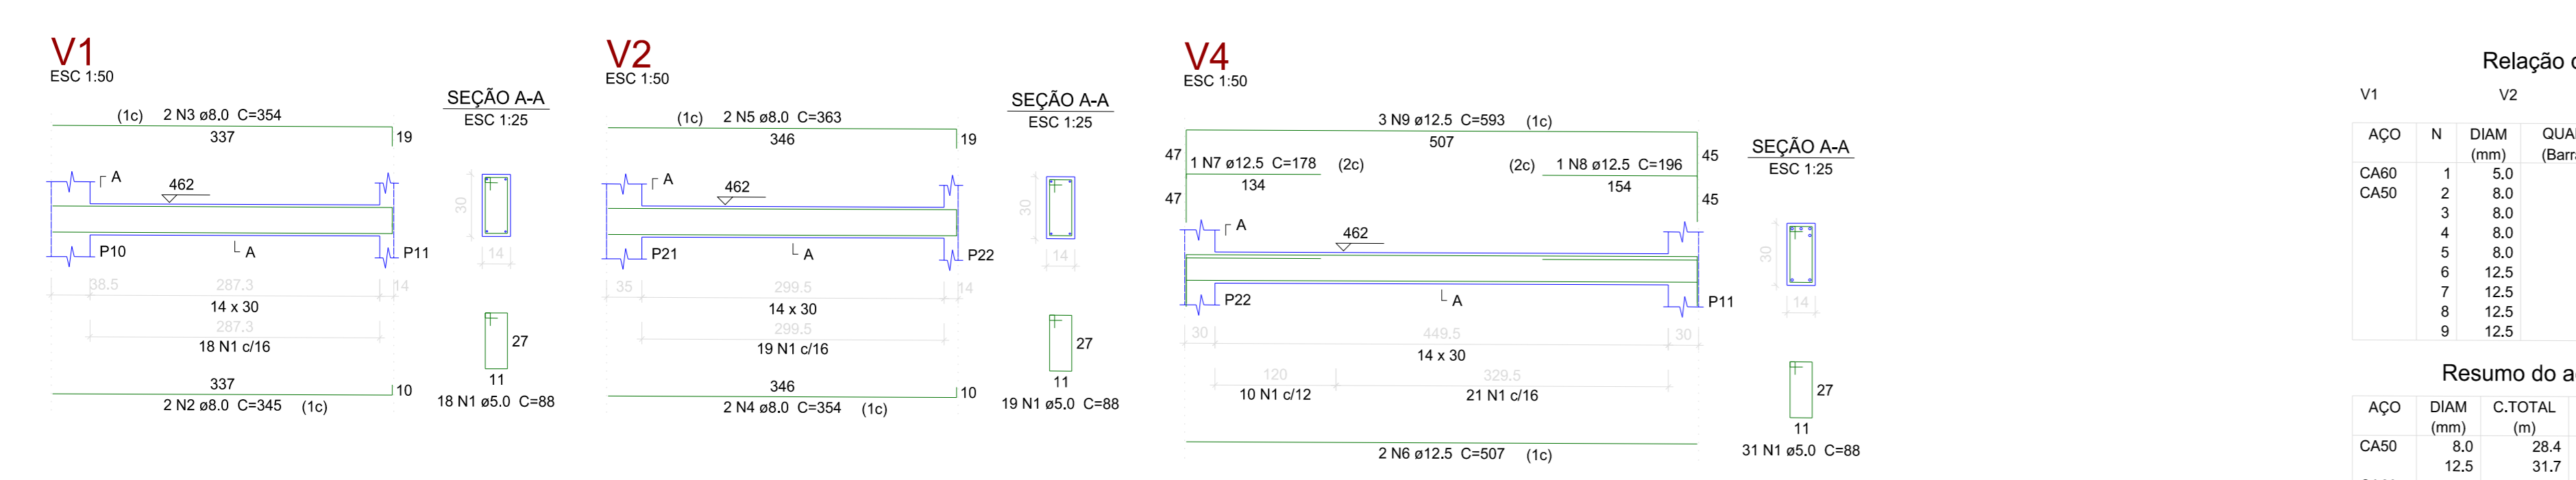 V1
ESC 1:50
(1c) 2 N3 ø8.0 C=354
337
19
SEÇÃO A-A
ESC 1:25
A
462
30
P10
A
P11
14
38.5
287.3
14
14 x 30
287.3
18 N1 c/16
27
337
10
11
2 N2 ø8.0 C=345 (1c)
18 N1 ø5.0 C=88
V2
ESC 1:50
(1c) 2 N5 ø8.0 C=363
346
19
SEÇÃO A-A
ESC 1:25
A
462
30
P21
A
P22
14
35
299.5
14
14 x 30
299.5
19 N1 c/16
27
346
10
11
2 N4 ø8.0 C=354 (1c)
19 N1 ø5.0 C=88
V4
ESC 1:50
3 N9 ø12.5 C=593 (1c)
507
47
1 N7 ø12.5 C=178 (2c)
(2c) 1 N8 ø12.5 C=196
45
134
154
47
45
SEÇÃO A-A
ESC 1:25
A
462
30
P22
A
P11
14
30
449.5
30
14 x 30
120
329.5
10 N1 c/12
21 N1 c/16
27
11
2 N6 ø12.5 C=507 (1c)
31 N1 ø5.0 C=88
Relação
V1 V2
AÇO N DIAM
(mm)
CA60 1 5.0
CA50 2 8.0
3 8.0
4 8.0
5 8.0
6 12.5
7 12.5
8 12.5
9 12.5
Resumo do
AÇO DIAM C.TOTAL
(mm) (m)
CA50 8.0 28.4
12.5 31.7